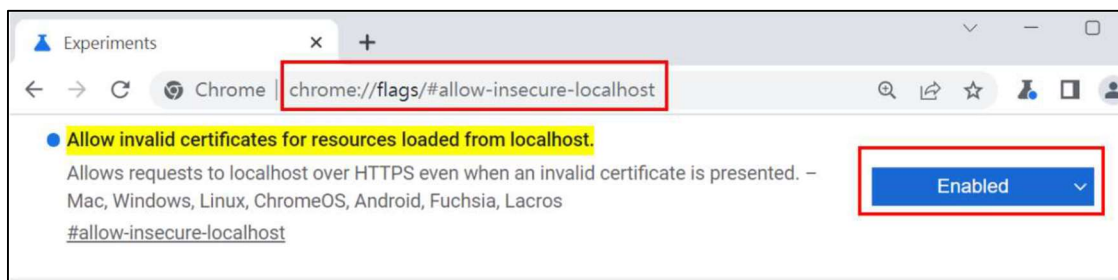 Experiments
Chrome | chrome://flags/#allow-insecure-localhost
Allow invalid certificates for resources loaded from localhost.
Allows requests to localhost over HTTPS even when an invalid certificate is presented. –
Mac, Windows, Linux, ChromeOS, Android, Fuchsia, Lacros
Enabled
#allow-insecure-localhost